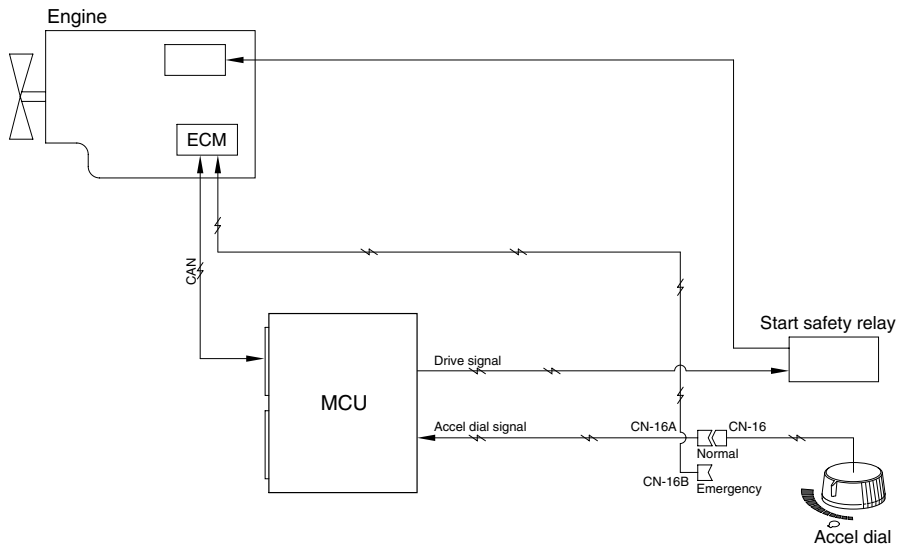 Engine
ECM
CAN
Start safety relay
Drive signal
MCU
Accel dial signal
CN-16A
CN-16
Normal
CN-16B
Emergency
Accel dial